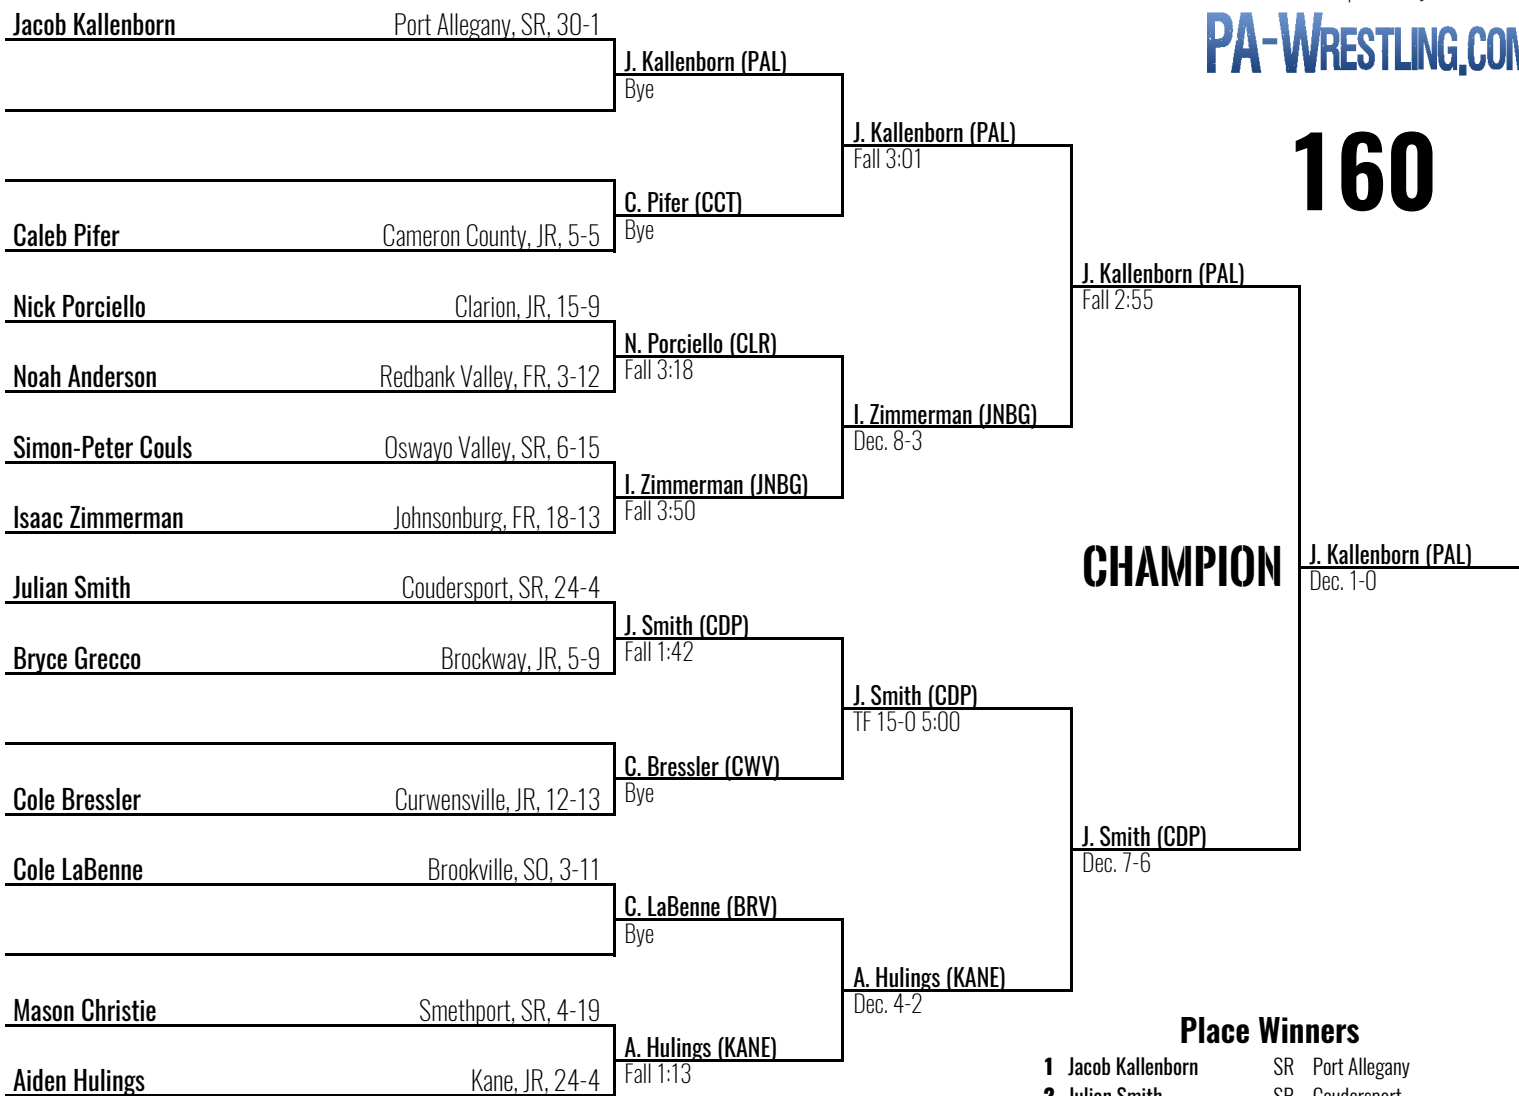 Jacob Kallenborn Port Allegany, SR, 30-1
J. Kallenborn (PAL)
Bye
PA-WRESTLING.COM
J. Kallenborn (PAL)
Fall 3:01
160
C. Pifer (CCT)
Caleb Pifer Cameron County, JR, 5-5
Bye
J. Kallenborn (PAL)
Fall 2:55
Nick Porciello Clarion, JR, 15-9
N. Porciello (CLR)
Fall 3:18
Noah Anderson Redbank Valley, FR, 3-12
I. Zimmerman (JNBG)
Dec. 8-3
Simon-Peter Couls Oswayo Valley, SR, 6-15
I. Zimmerman (JNBG)
Fall 3:50
Isaac Zimmerman Johnsonburg, FR, 18-13
CHAMPION
J. Kallenborn (PAL)
Dec. 1-0
Julian Smith Coudersport, SR, 24-4
J. Smith (CDP)
Fall 1:42
Bryce Grecco Brockway, JR, 5-9
J. Smith (CDP)
TF 15-0 5:00
C. Bressler (CWV)
Bye
Cole Bressler Curwensville, JR, 12-13
J. Smith (CDP)
Dec. 7-6
Cole LaBenne Brookville, SO, 3-11
C. LaBenne (BRV)
Bye
A. Hulings (KANE)
Dec. 4-2
Mason Christie Smethport, SR, 4-19
A. Hulings (KANE)
Fall 1:13
Aiden Hulings Kane, JR, 24-4
Place Winners
1 Jacob Kallenborn SR Port Allegany
2 Julian Smith SR Coudersport